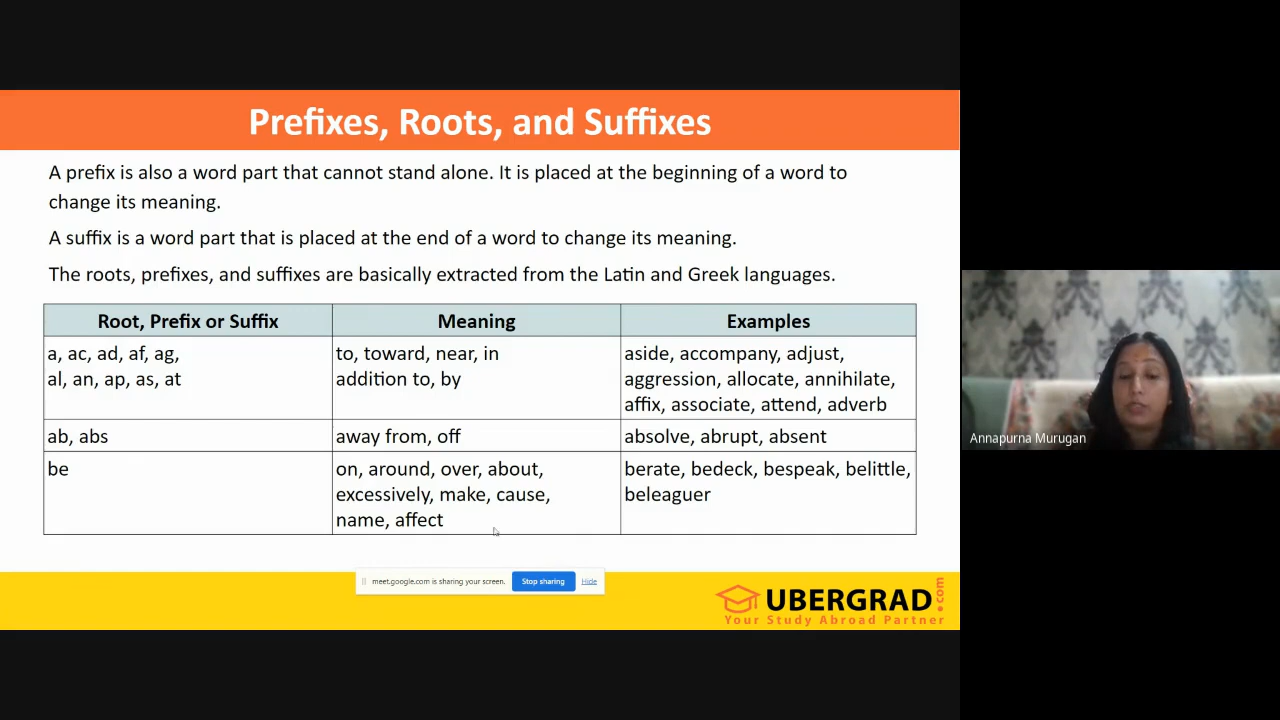 Prefixes, Roots, and Suffixes
A prefix is also a word part that cannot stand alone. It is placed at the beginning of a word to
change its meaning.
A suffix is a word part that is placed at the end of a word to change its meaning.
The roots, prefixes, and suffixes are basically extracted from the Latin and Greek languages.
Root, Prefix or Suffix
Meaning
Examples
a, ac, ad, af, ag,
al, an, ap, as, at
to, toward, near, in
addition to, by
aside, accompany, adjust,
aggression, allocate, annihilate,
affix, associate, attend, adverb
ab, abs
away from, off
absolve, abrupt, absent
be
on, around, over, about,
excessively, make, cause,
name, affect
berate, bedeck, bespeak, belittle,
beleaguer
meet.google.com is sharing your screen.
Stop sharing
Hide
UBERGRAD.com
Your Study Abroad Partner
Annapurna Murugan